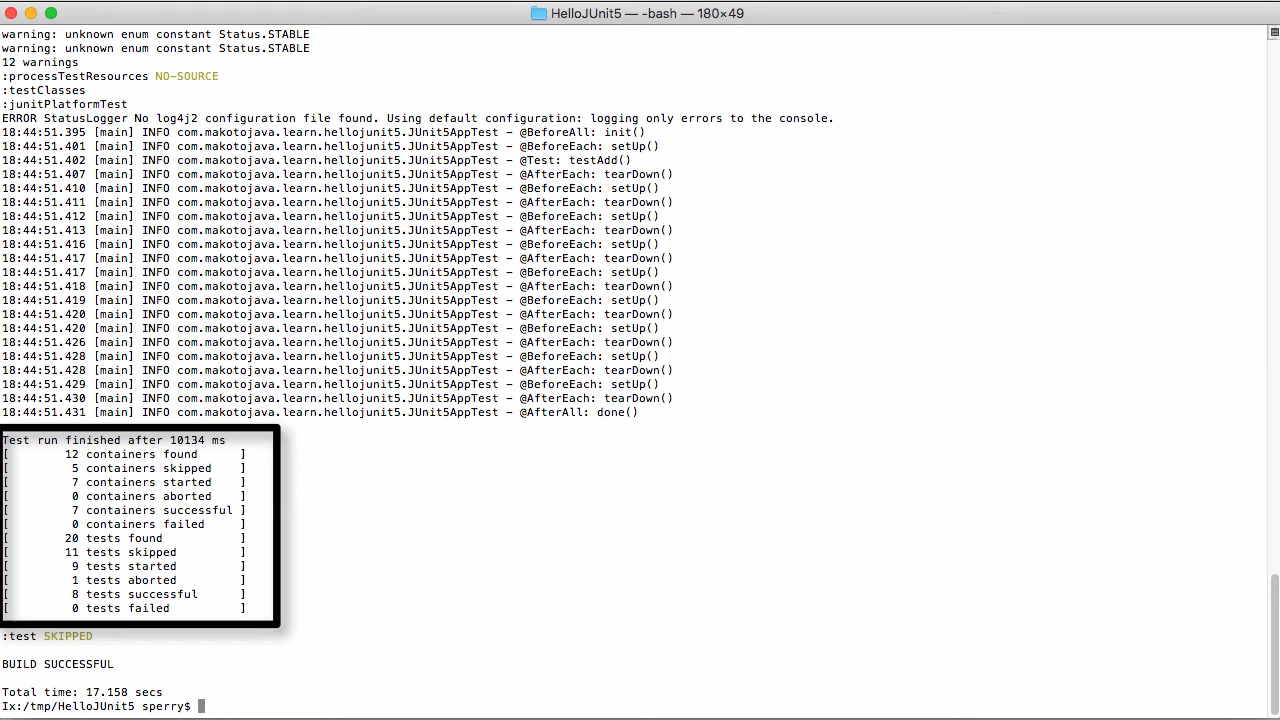 HelloJUnit5 — -bash — 180×49
warning: unknown enum constant Status.STABLE
warning: unknown enum constant Status.STABLE
12 warnings
:processTestResources NO-SOURCE
:testClasses
:junitPlatformTest
ERROR StatusLogger No log4j2 configuration file found. Using default configuration: logging only errors to the console.
18:44:51.395 [main] INFO com.makotojava.learn.hellojunit5.JUnit5AppTest - @BeforeAll: init()
18:44:51.401 [main] INFO com.makotojava.learn.hellojunit5.JUnit5AppTest - @BeforeEach: setUp()
18:44:51.402 [main] INFO com.makotojava.learn.hellojunit5.JUnit5AppTest - @Test: testAdd()
18:44:51.407 [main] INFO com.makotojava.learn.hellojunit5.JUnit5AppTest - @AfterEach: tearDown()
18:44:51.410 [main] INFO com.makotojava.learn.hellojunit5.JUnit5AppTest - @BeforeEach: setUp()
18:44:51.411 [main] INFO com.makotojava.learn.hellojunit5.JUnit5AppTest - @AfterEach: tearDown()
18:44:51.412 [main] INFO com.makotojava.learn.hellojunit5.JUnit5AppTest - @BeforeEach: setUp()
18:44:51.413 [main] INFO com.makotojava.learn.hellojunit5.JUnit5AppTest - @AfterEach: tearDown()
18:44:51.416 [main] INFO com.makotojava.learn.hellojunit5.JUnit5AppTest - @BeforeEach: setUp()
18:44:51.417 [main] INFO com.makotojava.learn.hellojunit5.JUnit5AppTest - @AfterEach: tearDown()
18:44:51.417 [main] INFO com.makotojava.learn.hellojunit5.JUnit5AppTest - @BeforeEach: setUp()
18:44:51.418 [main] INFO com.makotojava.learn.hellojunit5.JUnit5AppTest - @AfterEach: tearDown()
18:44:51.419 [main] INFO com.makotojava.learn.hellojunit5.JUnit5AppTest - @BeforeEach: setUp()
18:44:51.420 [main] INFO com.makotojava.learn.hellojunit5.JUnit5AppTest - @AfterEach: tearDown()
18:44:51.420 [main] INFO com.makotojava.learn.hellojunit5.JUnit5AppTest - @BeforeEach: setUp()
18:44:51.426 [main] INFO com.makotojava.learn.hellojunit5.JUnit5AppTest - @AfterEach: tearDown()
18:44:51.428 [main] INFO com.makotojava.learn.hellojunit5.JUnit5AppTest - @BeforeEach: setUp()
18:44:51.428 [main] INFO com.makotojava.learn.hellojunit5.JUnit5AppTest - @AfterEach: tearDown()
18:44:51.429 [main] INFO com.makotojava.learn.hellojunit5.JUnit5AppTest - @BeforeEach: setUp()
18:44:51.430 [main] INFO com.makotojava.learn.hellojunit5.JUnit5AppTest - @AfterEach: tearDown()
18:44:51.431 [main] INFO com.makotojava.learn.hellojunit5.JUnit5AppTest - @AfterAll: done()
Test run finished after 10134 ms
[ 12 containers found ]
[ 5 containers skipped ]
[ 7 containers started ]
[ 0 containers aborted ]
[ 7 containers successful ]
[ 0 containers failed ]
[ 20 tests found ]
[ 11 tests skipped ]
[ 9 tests started ]
[ 1 tests aborted ]
[ 8 tests successful ]
[ 0 tests failed ]
:test SKIPPED
BUILD SUCCESSFUL
Total time: 17.158 secs
Ix:/tmp/HelloJUnit5 sperry$